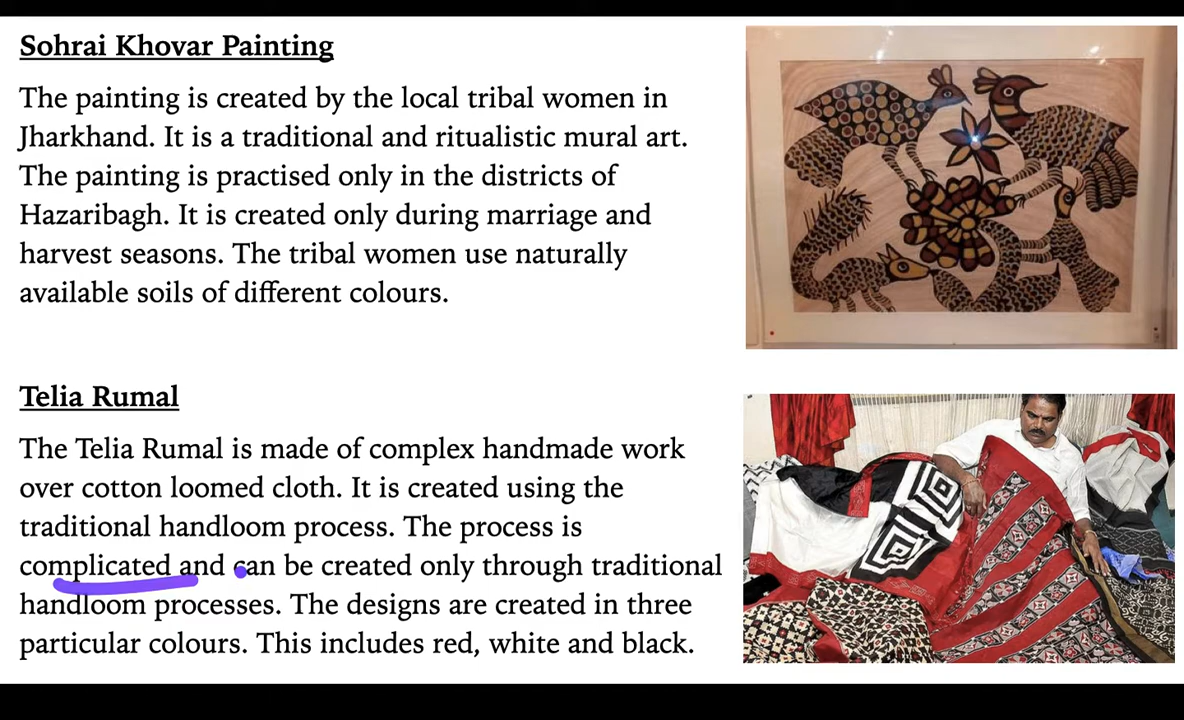 Sohrai Khovar Painting
The painting is created by the local tribal women in
Jharkhand. It is a traditional and ritualistic mural art.
The painting is practised only in the districts of
Hazaribagh. It is created only during marriage and
harvest seasons. The tribal women use naturally
available soils of different colours.
Telia Rumal
The Telia Rumal is made of complex handmade work
over cotton loomed cloth. It is created using the
traditional handloom process. The process is
complicated and can be created only through traditional
handloom processes. The designs are created in three
particular colours. This includes red, white and black.